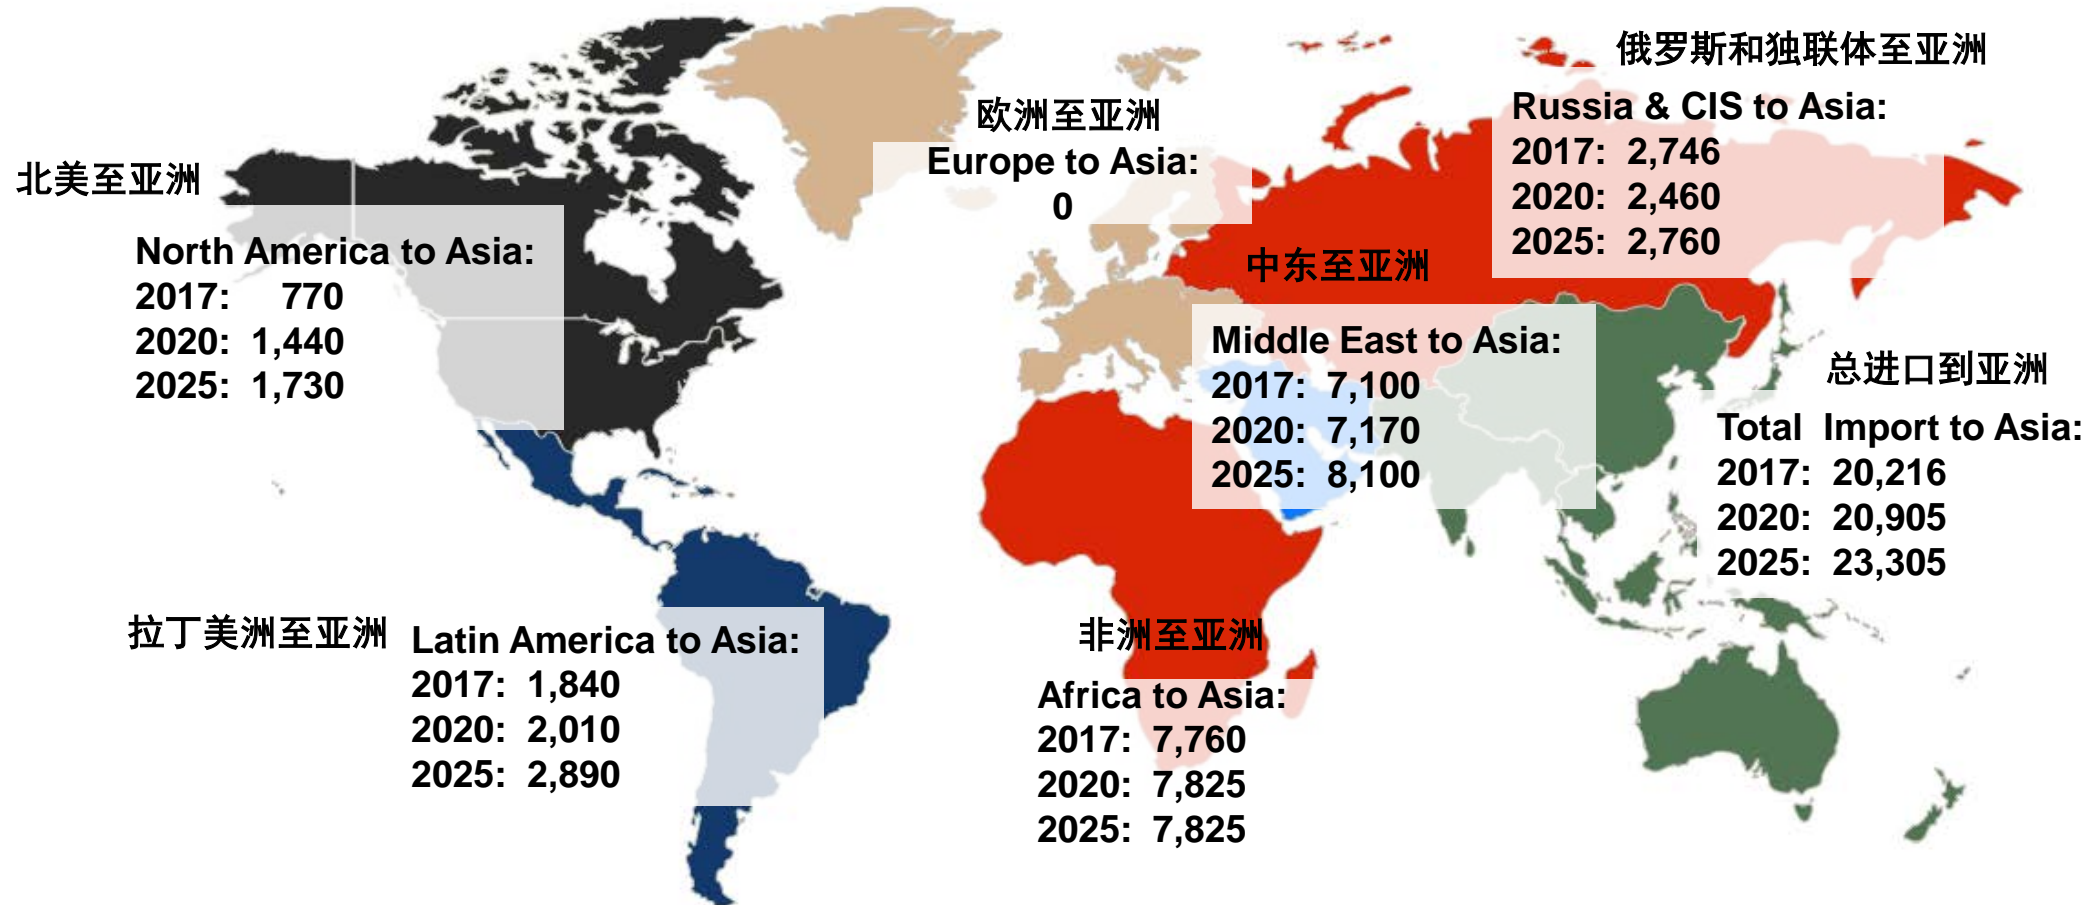 俄罗斯和独联体至亚洲
Russia & CIS to Asia:
2017: 2,746
2020: 2,460
2025: 2,760
欧洲至亚洲
Europe to Asia:
0
北美至亚洲
North America to Asia:
2017: 770
2020: 1,440
2025: 1,730
中东至亚洲
Middle East to Asia:
2017: 7,100
2020: 7,170
2025: 8,100
总进口到亚洲
Total Import to Asia:
2017: 20,216
2020: 20,905
2025: 23,305
拉丁美洲至亚洲
Latin America to Asia:
2017: 1,840
2020: 2,010
2025: 2,890
非洲至亚洲
Africa to Asia:
2017: 7,760
2020: 7,825
2025: 7,825